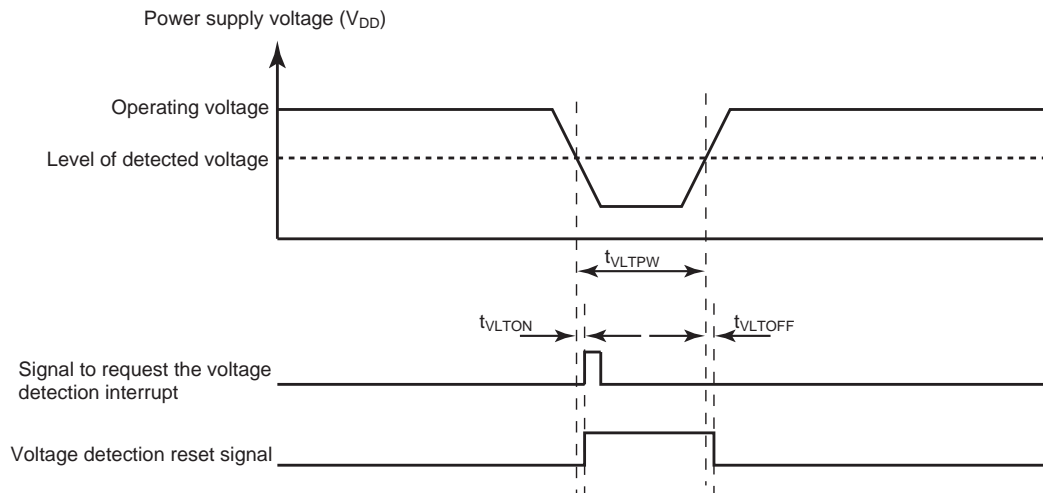 Power supply voltage (VDD)
Operating voltage
Level of detected voltage
tVLTPW
tVLTON
tVLTOFF
Signal to request the voltage
detection interrupt
Voltage detection reset signal